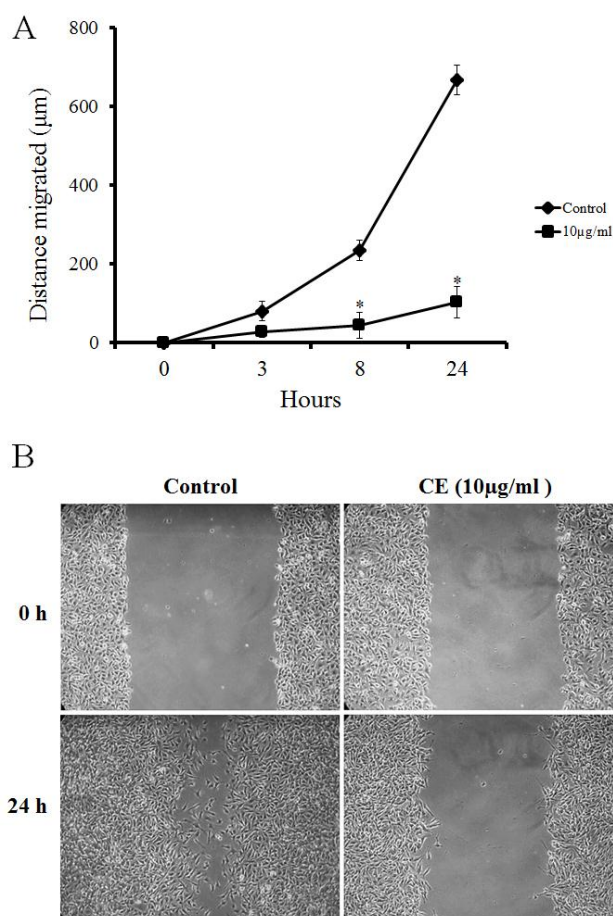 A
800
600
400
200
0
Distance migrated (µm)
*
*
0 3 8 24
Hours
Control
10µg/ml
B
Control CE (10µg/ml )
0 h
24 h